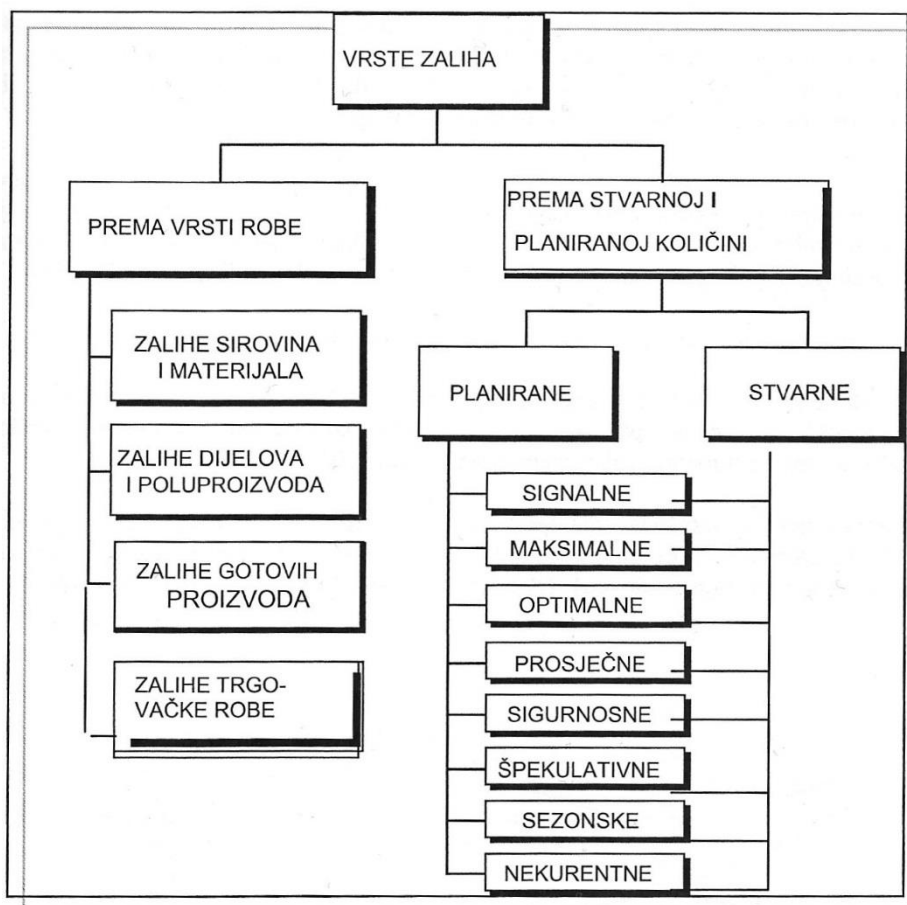 VRSTE ZALIHA
PREMA VRSTI ROBE
PREMA STVARNOJ I
PLANIRANOJ KOLIČINI
ZALIHE SIROVINA
I MATERIJALA
ZALIHE DIJELOVA
I POLUPROIZVODA
ZALIHE GOTOVIH
PROIZVODA
ZALIHE TRGO-
VAČKE ROBE
PLANIRANE
STVARNE
SIGNALNE
MAKSIMALNE
OPTIMALNE
PROSJEČNE
SIGURNOSNE
ŠPEKULATIVNE
SEZONSKE
NEKURENTNE